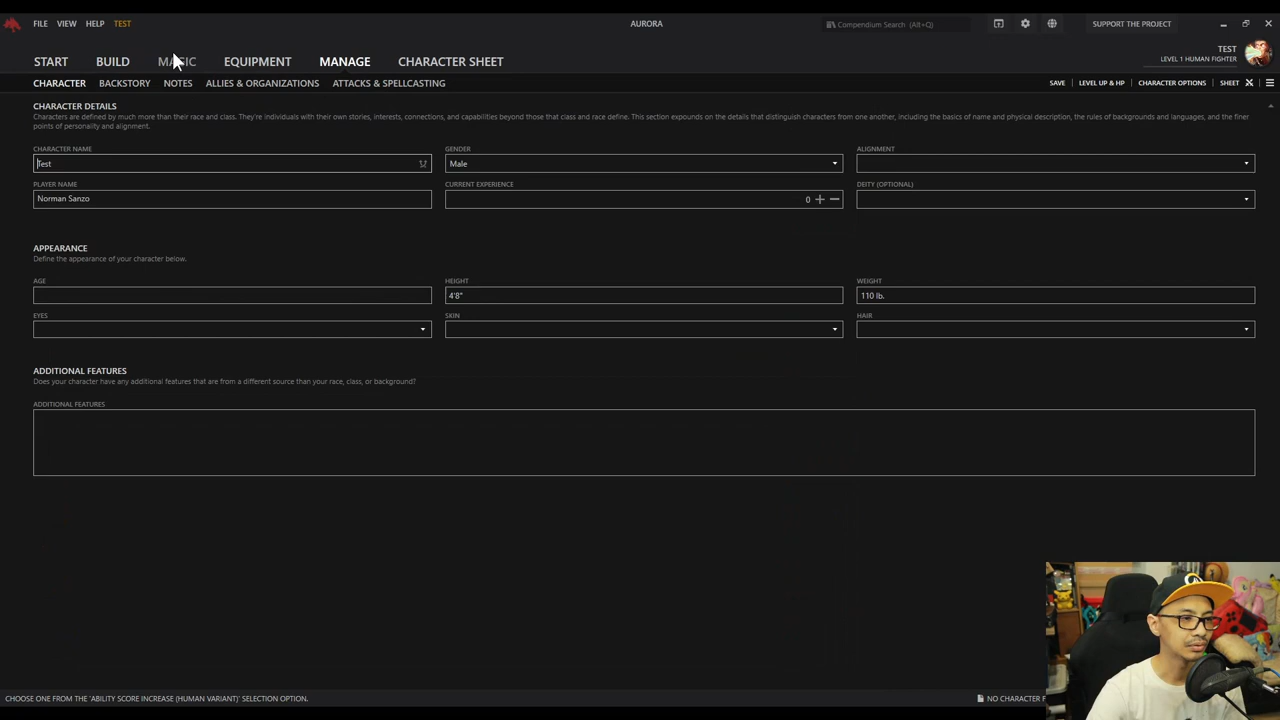 FILE VIEW HELP TEST AURORA Compendium Search (Alt+Q) SUPPORT THE PROJECT
START BUILD MAGIC EQUIPMENT MANAGE CHARACTER SHEET
TEST
LEVEL 1 HUMAN FIGHTER
CHARACTER BACKSTORY NOTES ALLIES & ORGANIZATIONS ATTACKS & SPELLCASTING SAVE LEVEL UP & HP CHARACTER OPTIONS SHEET
CHARACTER DETAILS
Characters are defined by much more than their race and class. They're individuals with their own stories, interests, connections, and capabilities beyond those that class and race define. This section expounds on the details that distinguish characters from one another, including the basics of name and physical description, the rules of backgrounds and languages, and the finer
points of personality and alignment.
CHARACTER NAME GENDER ALIGNMENT
Test Male
PLAYER NAME CURRENT EXPERIENCE DEITY (OPTIONAL)
Norman Sanzo 0
APPEARANCE
Define the appearance of your character below.
AGE HEIGHT WEIGHT
4'8" 110 lb.
EYES SKIN HAIR
ADDITIONAL FEATURES
Does your character have any additional features that are from a different source than your race, class, or background?
ADDITIONAL FEATURES
CHOOSE ONE FROM THE 'ABILITY SCORE INCREASE (HUMAN VARIANT)' SELECTION OPTION. NO CHARACTER